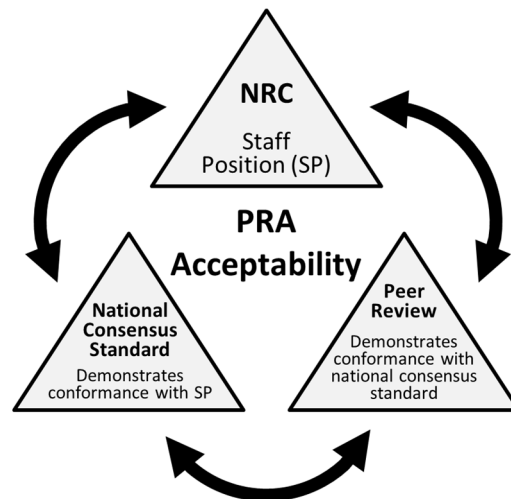 NRC
Staff
Position (SP)
PRA
Acceptability
National
Consensus
Standard
Demonstrates
conformance with SP
Peer
Review
Demonstrates
conformance with
national consensus
standard